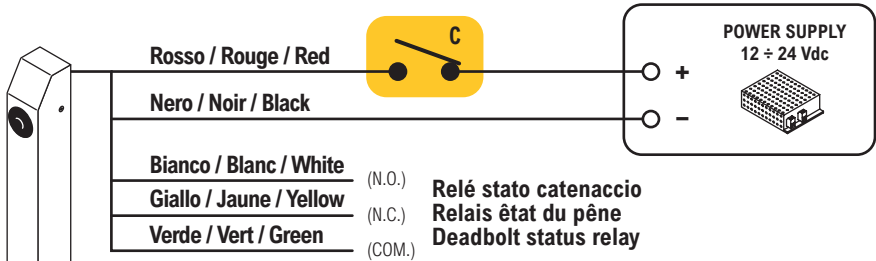 C
POWER SUPPLY
12 ÷ 24 Vdc
Rosso / Rouge / Red
+
Nero / Noir / Black
−
Bianco / Blanc / White (N.O.)
Giallo / Jaune / Yellow (N.C.)
Verde / Vert / Green (COM.)
Relé stato catenaccio
Relais êtat du pêne
Deadbolt status relay